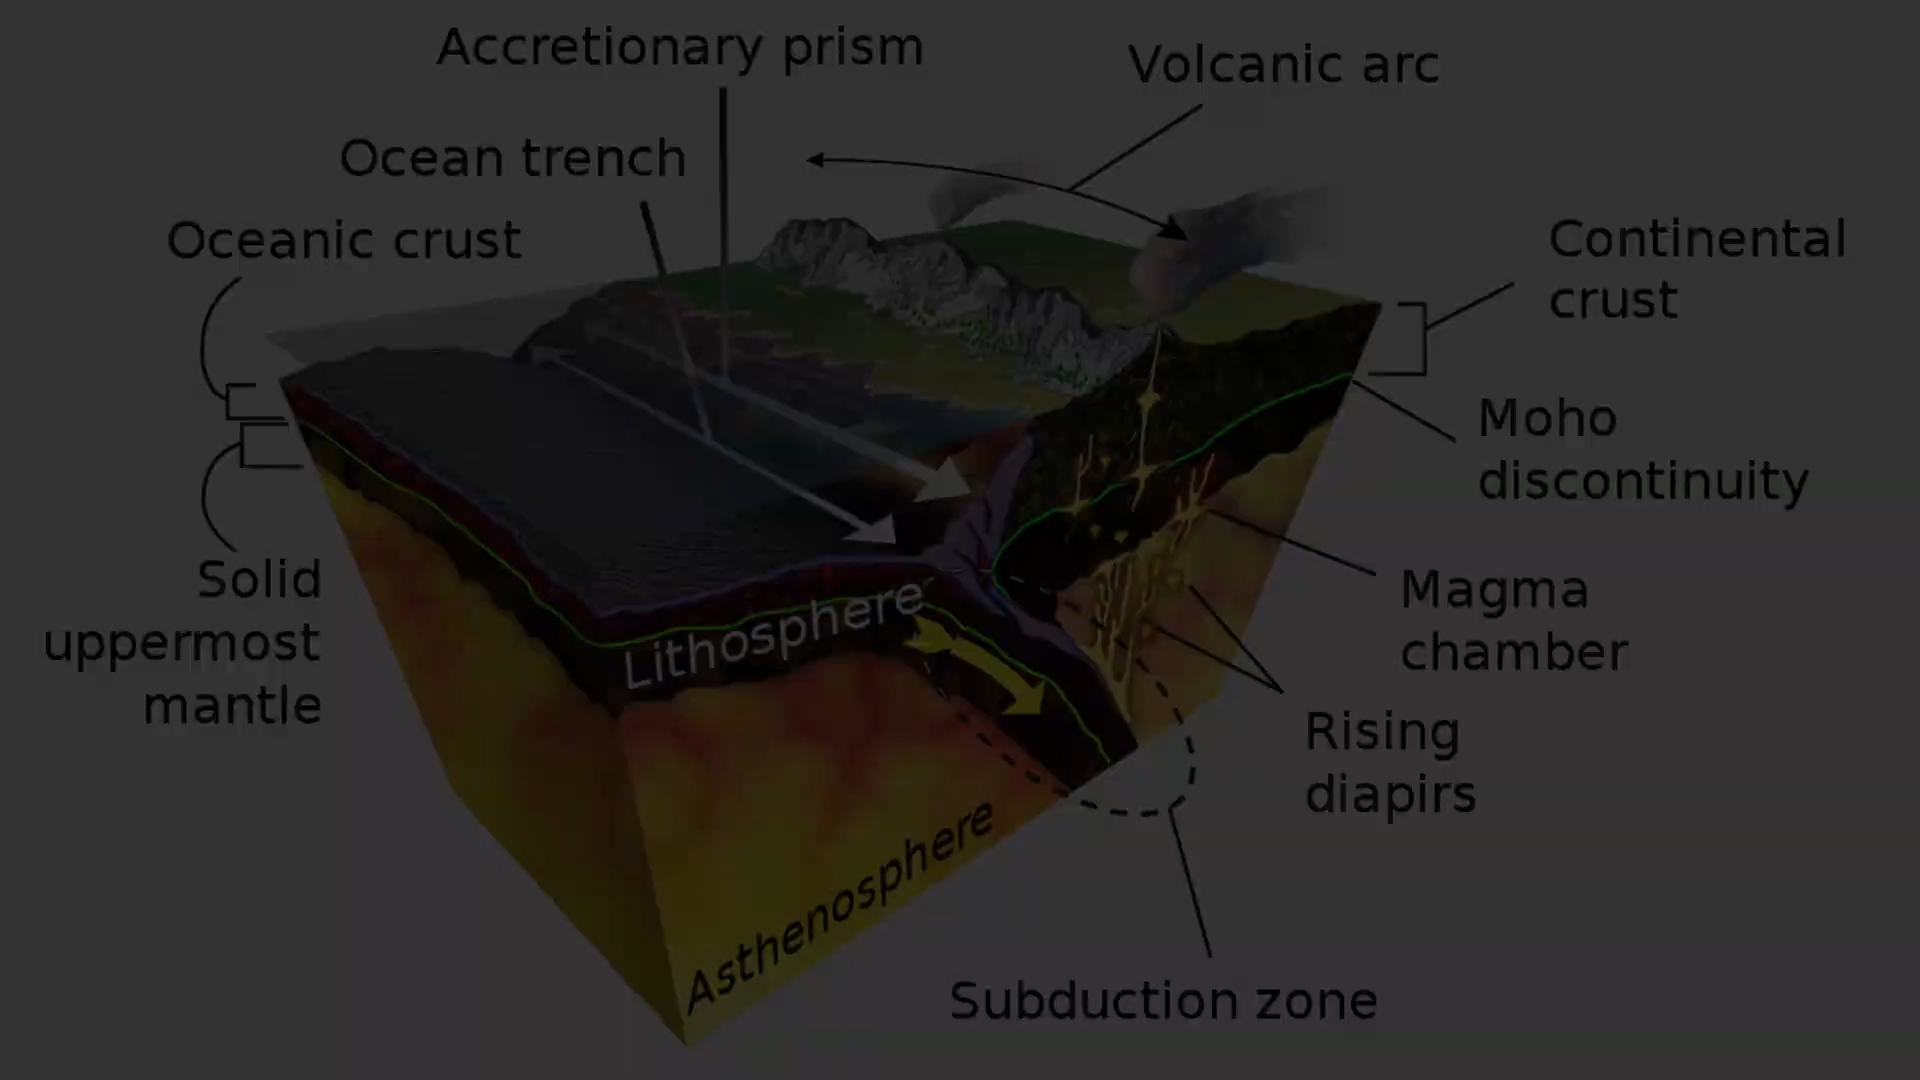 Accretionary prism
Volcanic arc
Ocean trench
Oceanic crust
Continental
crust
Moho
discontinuity
Solid
uppermost
mantle
Lithosphere
Magma
chamber
Rising
diapirs
Asthenosphere
Subduction zone